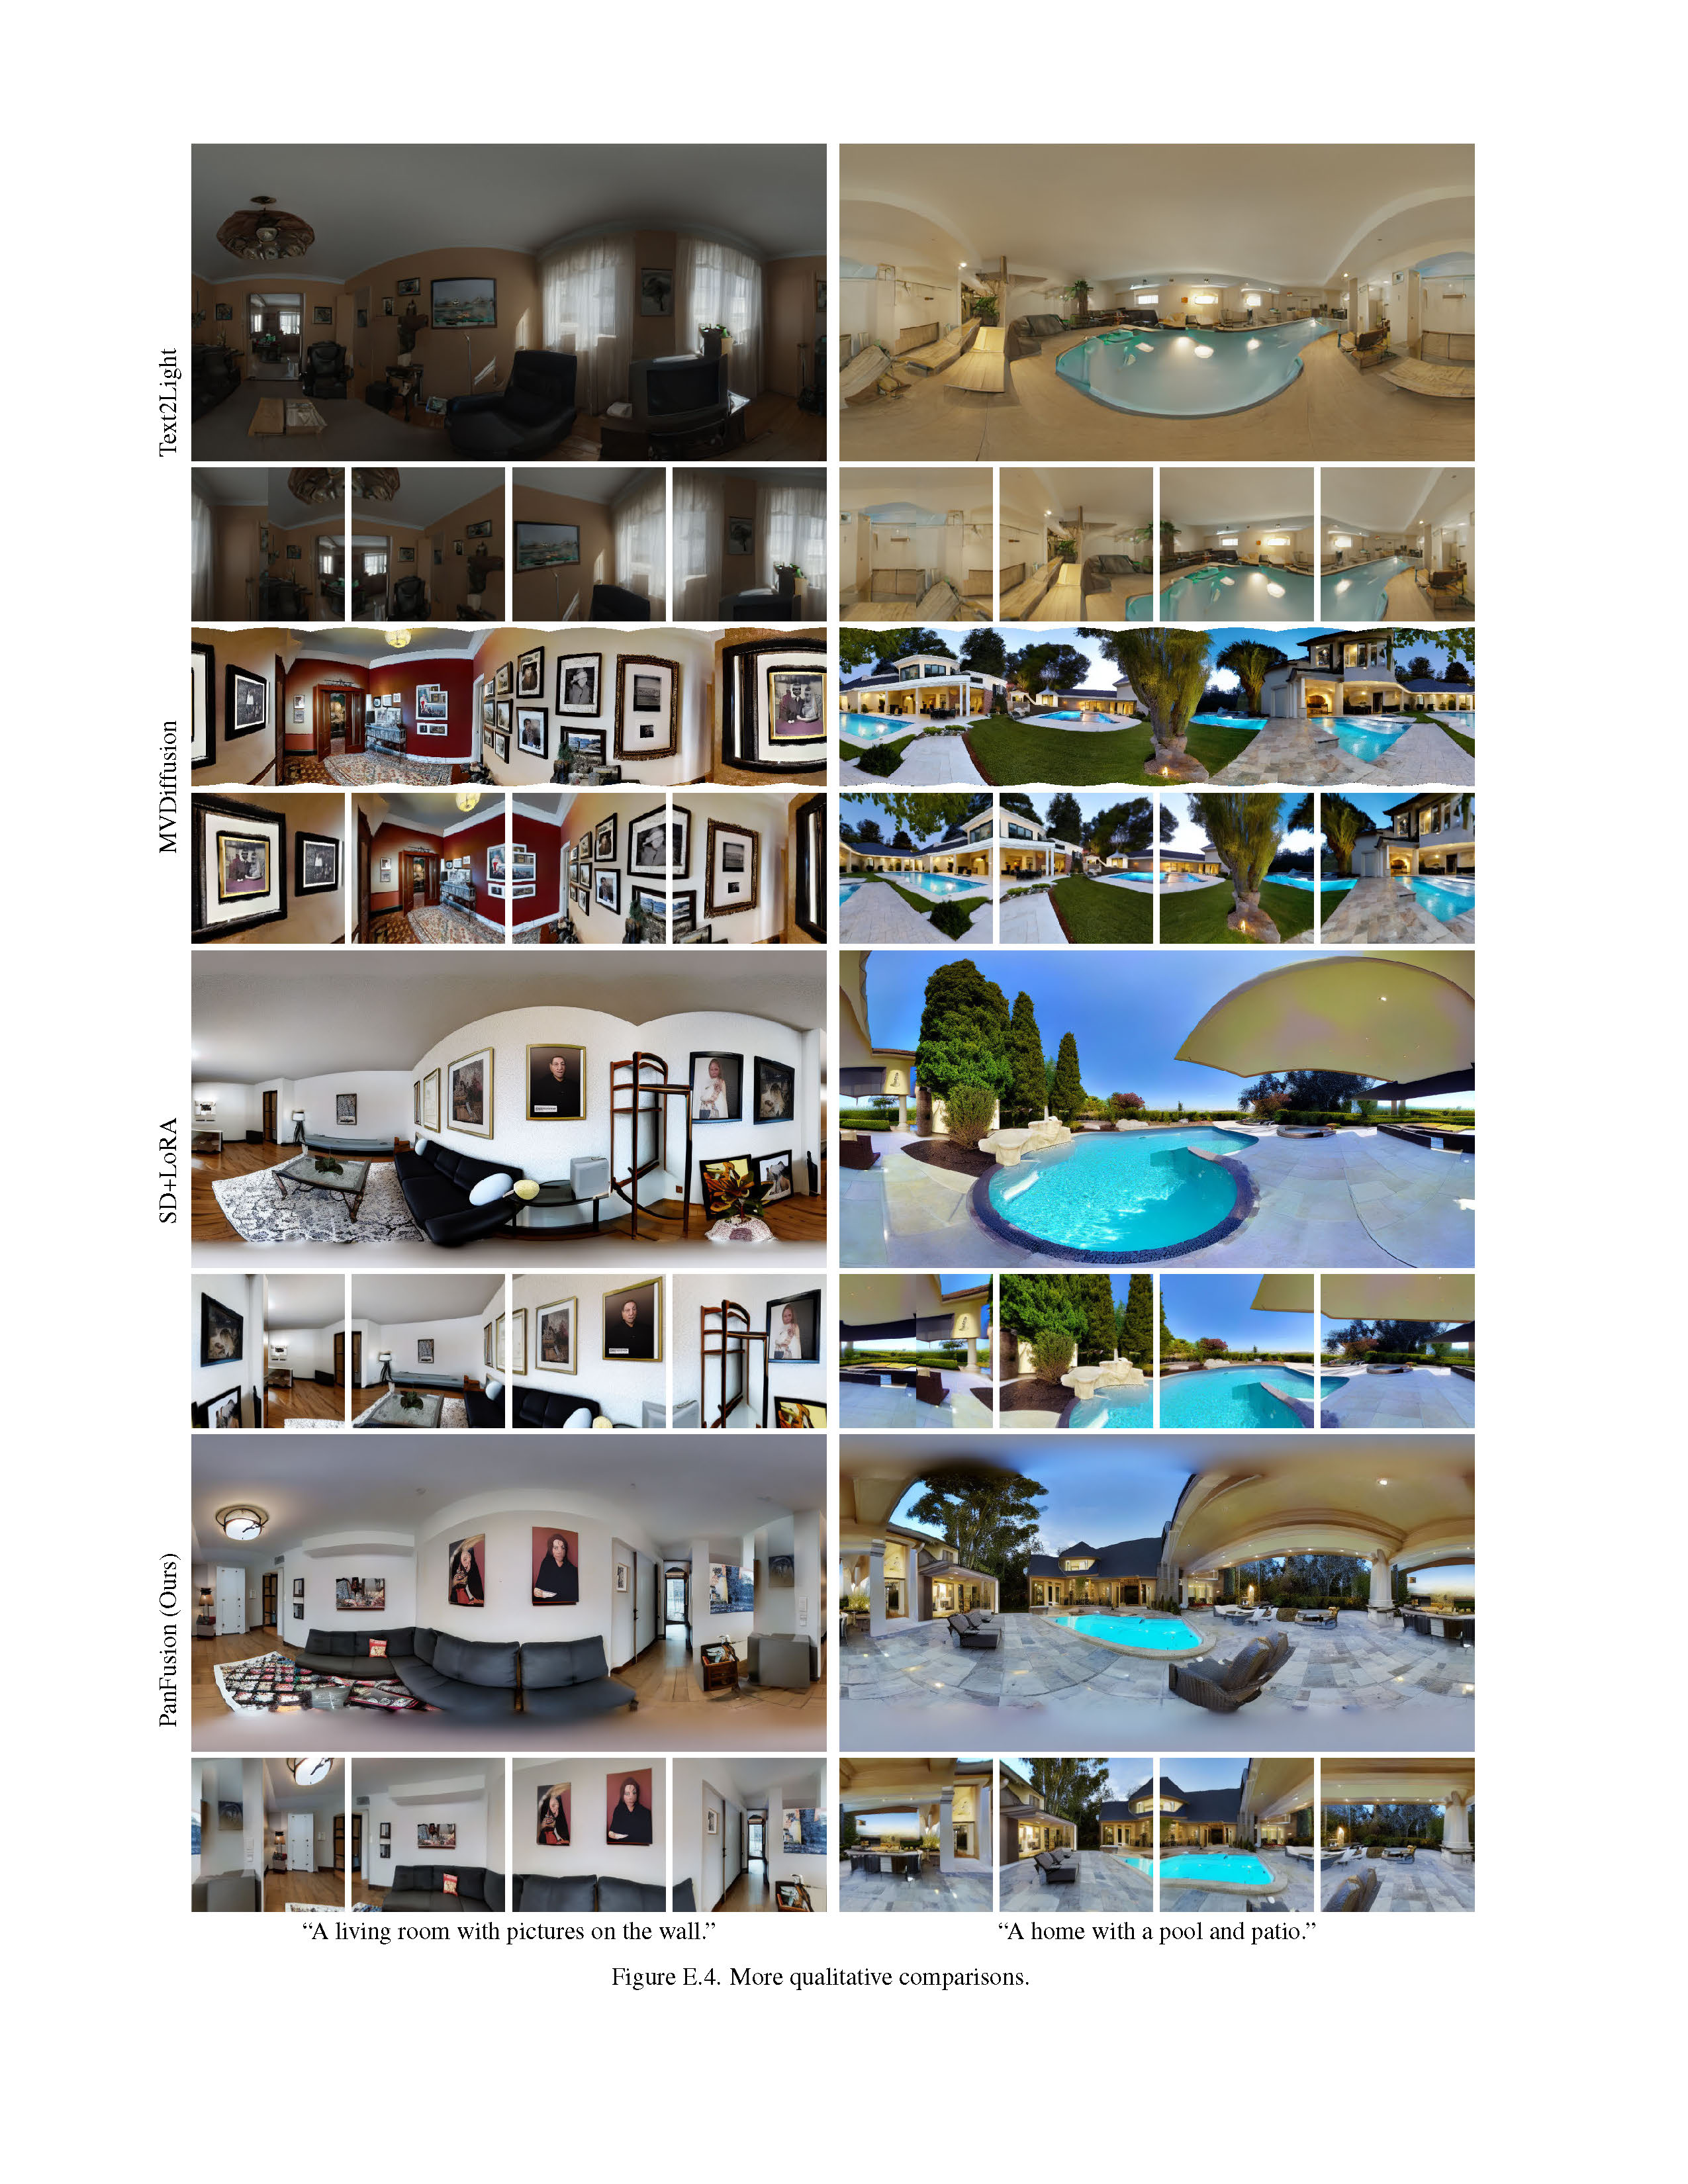 Text2Light
MVDiffusion
SD+LoRA
PanFusion (Ours)
“A living room with pictures on the wall.”
“A home with a pool and patio.”
Figure E.4. More qualitative comparisons.